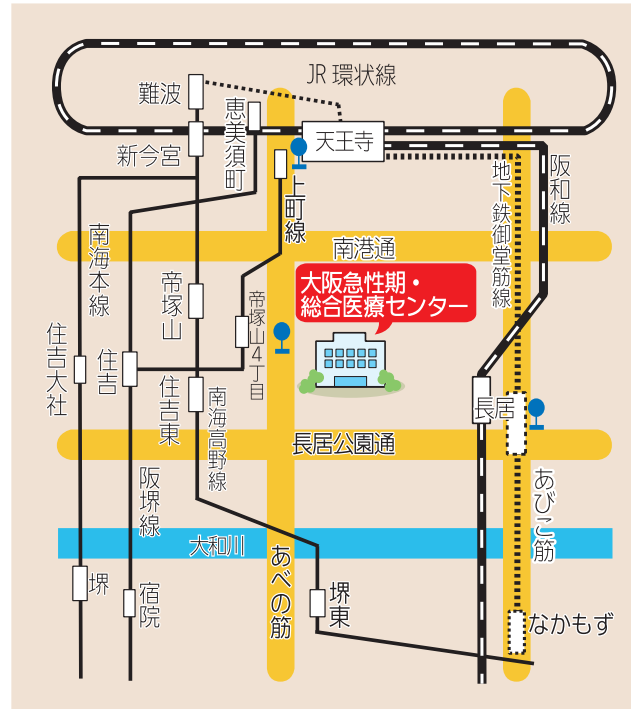 JR 環状線
難波
恵美須町
天王寺
新今宮
上町線
地下鉄御堂筋線
阪和線
南海本線
南港通
大阪急性期・
総合医療センター
帝塚山
帝塚山4丁目
住吉大社
住吉
住吉東
南海高野線
長居
長居公園通
阪堺線
あびこ筋
大和川
あべの筋
堺
宿院
堺東
なかもず